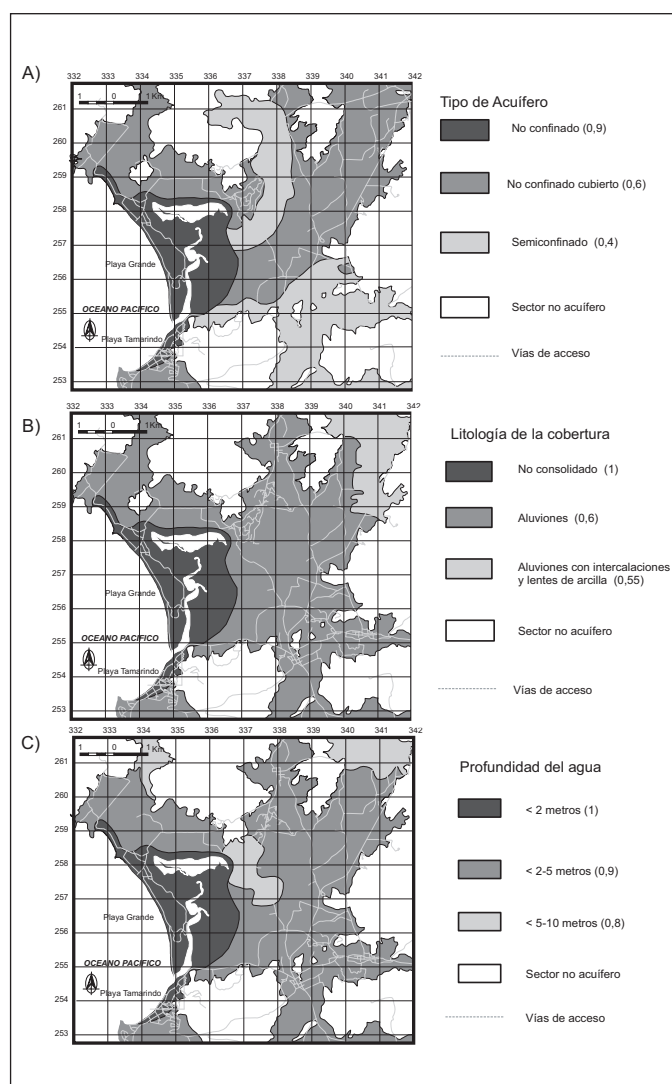 A)
332 333 334 335 336 337 338 339 340 341 342
1 0 1 Km
261
260
259
258
257
256
255
254
253
Playa Grande
OCEANO PACIFICO
Playa Tamarindo
Tipo de Acuífero
No confinado (0,9)
No confinado cubierto (0,6)
Semiconfinado (0,4)
Sector no acuífero
Vías de acceso
B)
332 333 334 335 336 337 338 339 340 341 342
1 0 1 Km
261
260
259
258
257
256
255
254
253
Playa Grande
OCEANO PACIFICO
Playa Tamarindo
Litología de la cobertura
No consolidado (1)
Aluviones (0,6)
Aluviones con intercalaciones
y lentes de arcilla (0,55)
Sector no acuífero
Vías de acceso
C)
332 333 334 335 336 337 338 339 340 341 342
1 0 1 Km
261
260
259
258
257
256
255
254
253
Playa Grande
OCEANO PACIFICO
Playa Tamarindo
Profundidad del agua
< 2 metros (1)
< 2-5 metros (0,9)
< 5-10 metros (0,8)
Sector no acuífero
Vías de acceso